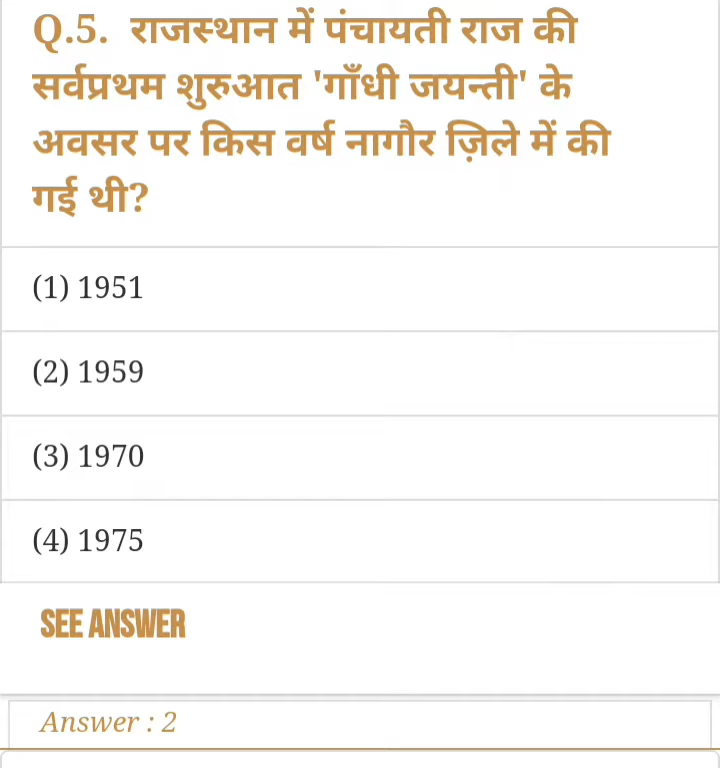 Q.5. राजस्थान में पंचायती राज की
सर्वप्रथम शुरुआत 'गाँधी जयन्ती' के
अवसर पर किस वर्ष नागौर ज़िले में की
गई थी?
(1) 1951
(2) 1959
(3) 1970
(4) 1975
SEE ANSWER
Answer : 2